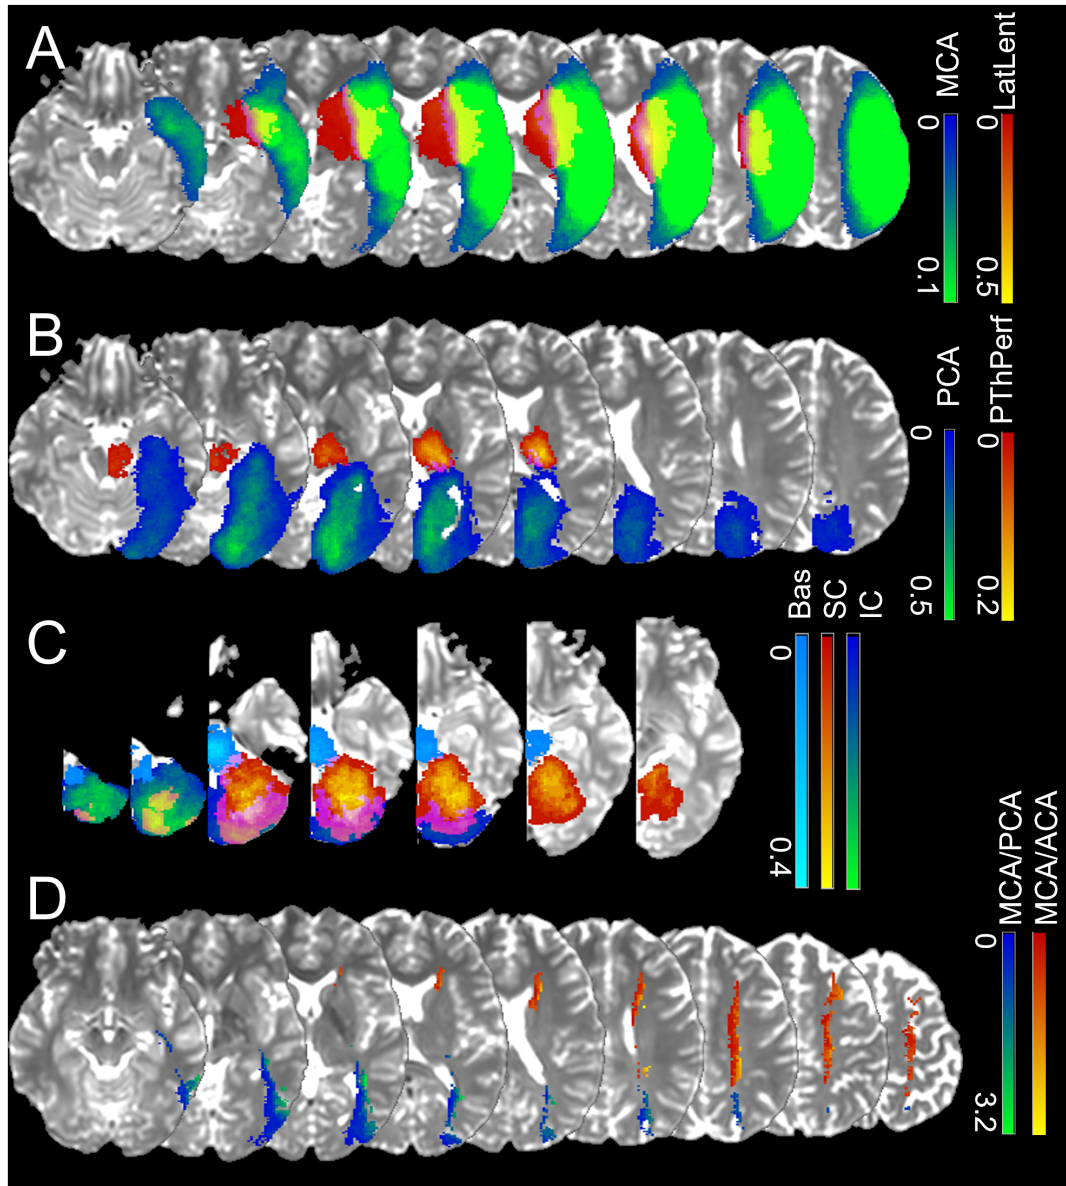 A
MCA
0
0.1
LatLent
0
0.5
B
PCA
0
0.5
PThPerf
0
0.2
C
Bas
SC
IC
0
0.4
D
MCA/PCA
MCA/ACA
0
3.2